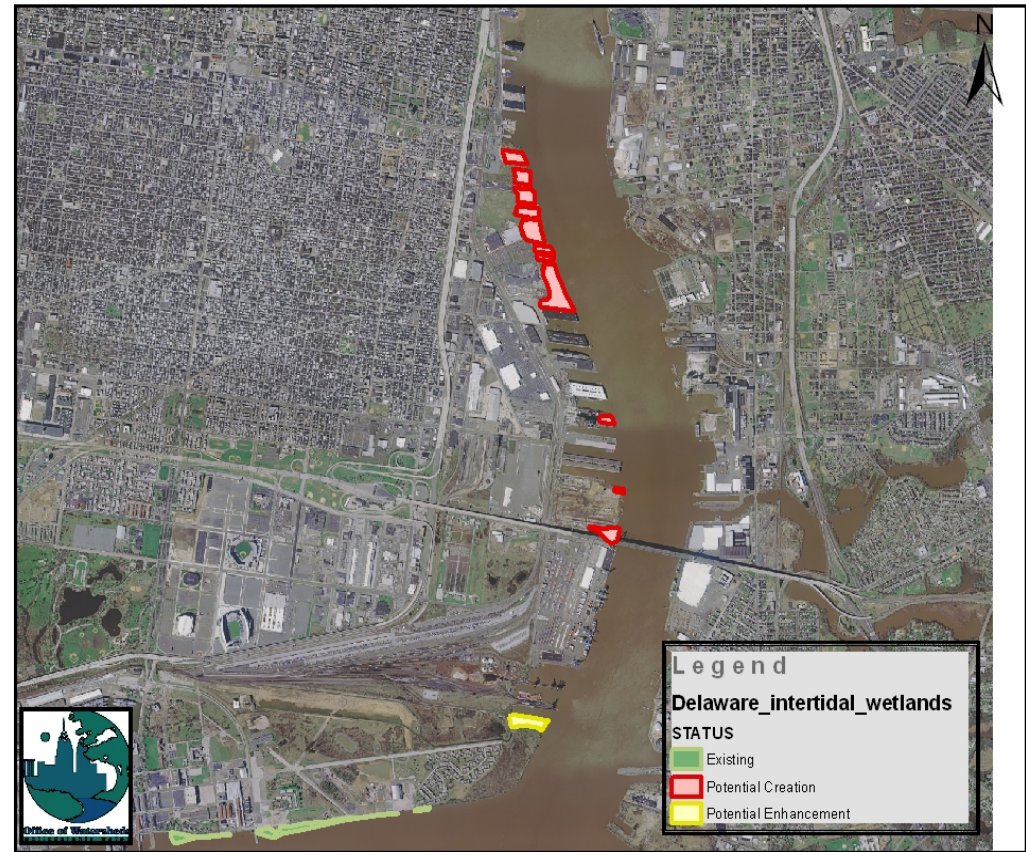 N
Legend
Delaware_intertidal_wetlands
STATUS
Existing
Potential Creation
Potential Enhancement
Office of Watersheds